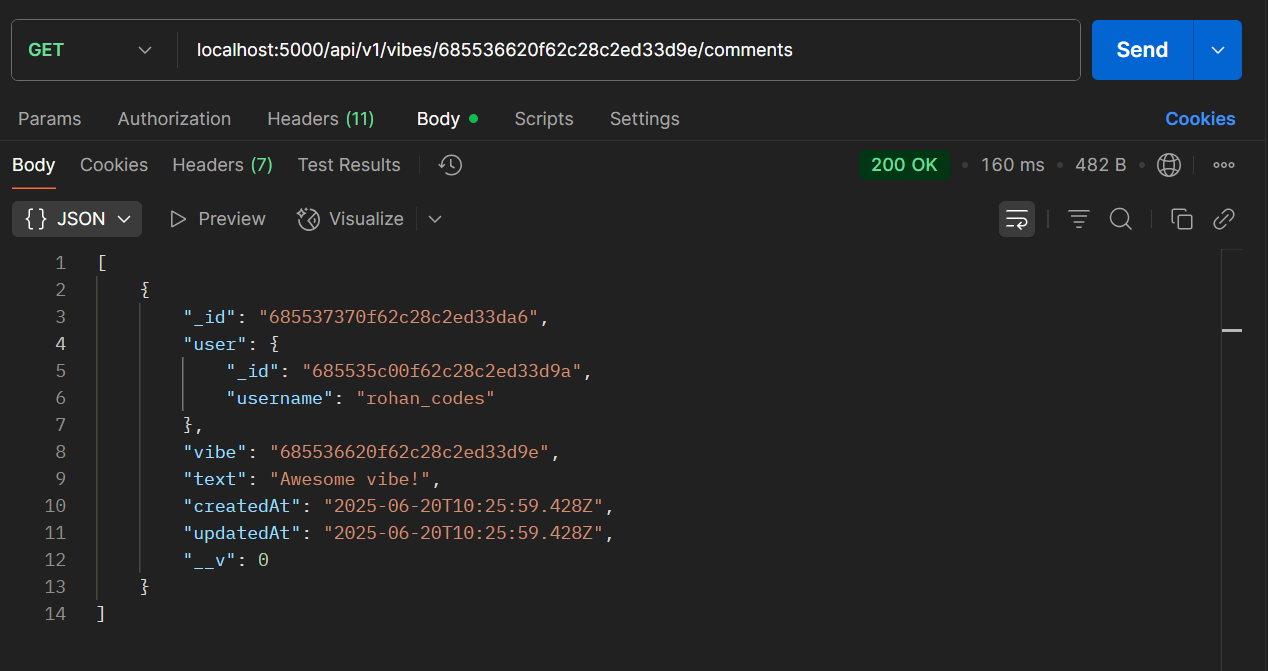 GET localhost:5000/api/v1/vibes/685536620f62c28c2ed33d9e/comments Send
Params Authorization Headers (11) Body Scripts Settings Cookies
Body Cookies Headers (7) Test Results 200 OK 160 ms 482 B
{} JSON Preview Visualize
1 [
2 {
3 "_id": "685537370f62c28c2ed33da6",
4 "user": {
5 "_id": "685535c00f62c28c2ed33d9a",
6 "username": "rohan_codes"
7 },
8 "vibe": "685536620f62c28c2ed33d9e",
9 "text": "Awesome vibe!",
10 "createdAt": "2025-06-20T10:25:59.428Z",
11 "updatedAt": "2025-06-20T10:25:59.428Z",
12 "__v": 0
13 }
14 ]